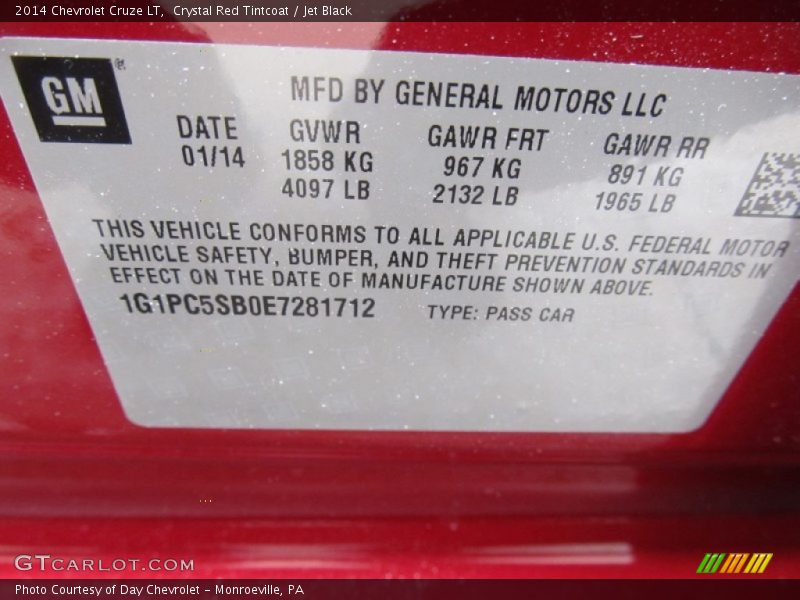 2014 Chevrolet Cruze LT,  Crystal Red Tintcoat / Jet Black
GM®
MFD BY GENERAL MOTORS LLC
DATE GVWR GAWR FRT GAWR RR
01/14 1858 KG 967 KG 891 KG
4097 LB 2132 LB 1965 LB
THIS VEHICLE CONFORMS TO ALL APPLICABLE U.S. FEDERAL MOTOR
VEHICLE SAFETY, BUMPER, AND THEFT PREVENTION STANDARDS IN
EFFECT ON THE DATE OF MANUFACTURE SHOWN ABOVE.
1G1PC5SB0E7281712 TYPE: PASS CAR
GTCARLOT.COM
Photo Courtesy of Day Chevrolet – Monroeville, PA